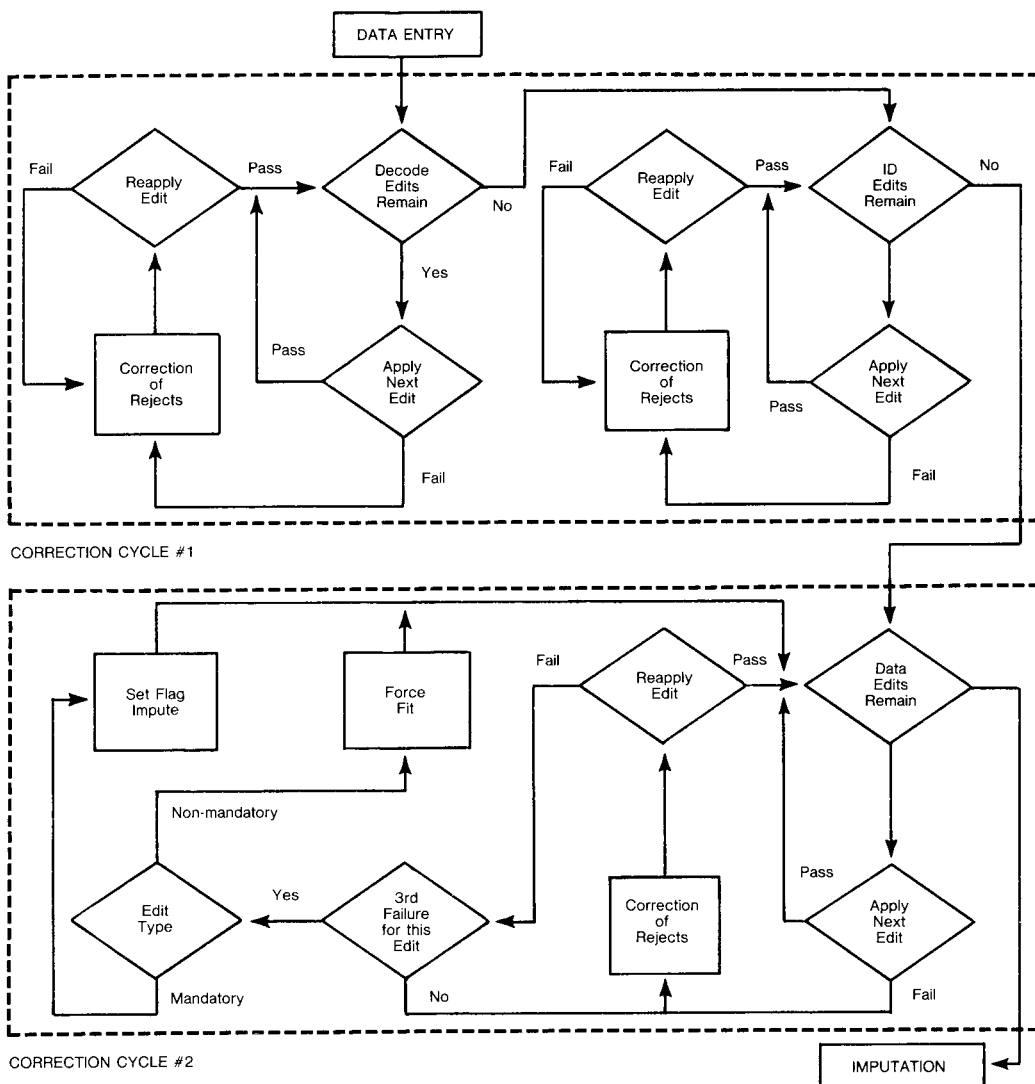 DATA ENTRY
Fail
Reapply
Edit
Pass
Decode
Edits
Remain
No
Yes
Correction
of
Rejects
Pass
Apply
Next
Edit
Fail
Fail
Reapply
Edit
Pass
ID
Edits
Remain
No
Correction
of
Rejects
Pass
Apply
Next
Edit
Fail
CORRECTION CYCLE #1
Set Flag
Impute
Force
Fit
Fail
Reapply
Edit
Pass
Data
Edits
Remain
Non-mandatory
Edit
Type
Yes
3rd
Failure
for this
Edit
Correction
of
Rejects
Pass
Apply
Next
Edit
Mandatory
No
Fail
CORRECTION CYCLE #2
IMPUTATION